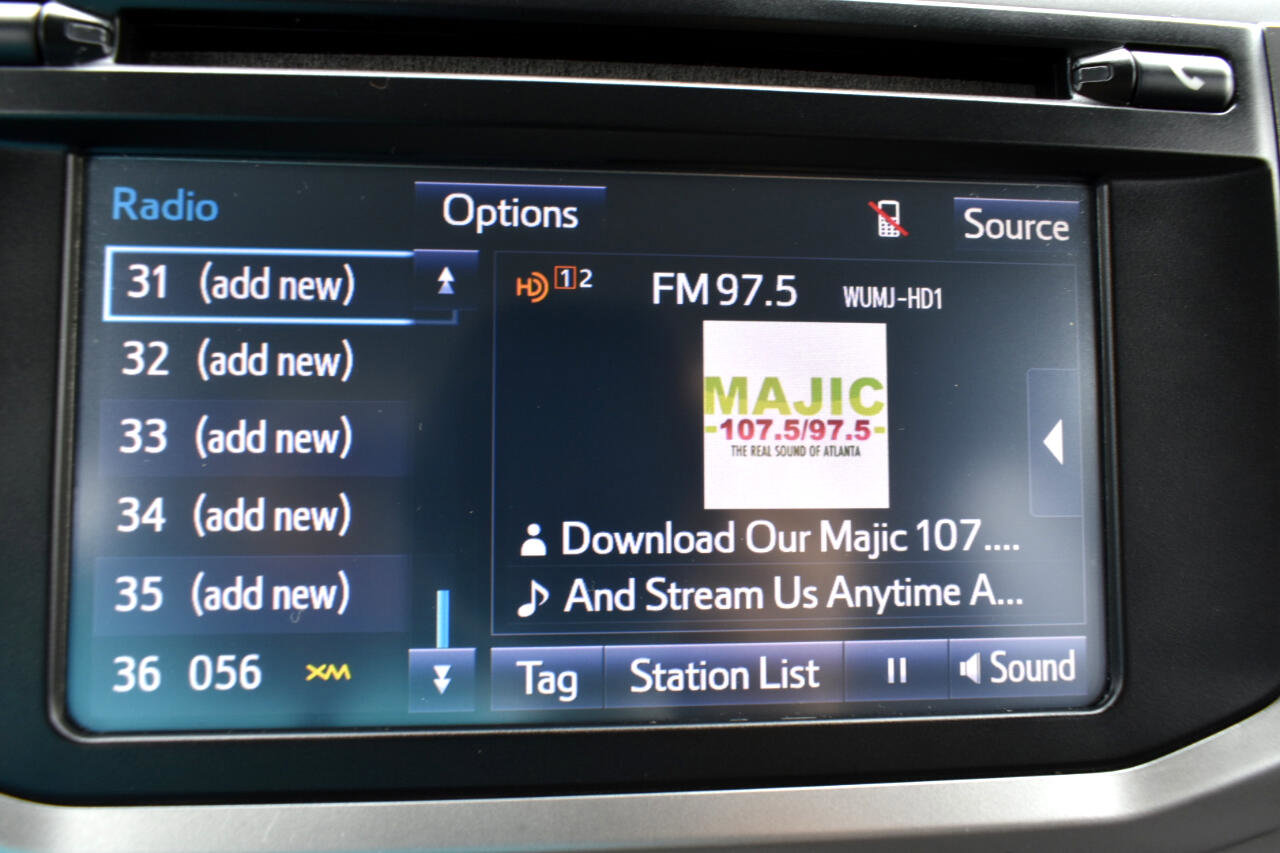 Radio
Options
Source
31 (add new)
32 (add new)
33 (add new)
34 (add new)
35 (add new)
36 056 XM
HD 1 2
FM 97.5
WUMJ-HD1
MAJIC
-107.5/97.5-
THE REAL SOUND OF ATLANTA
Download Our Majic 107....
And Stream Us Anytime A...
Tag
Station List
Sound